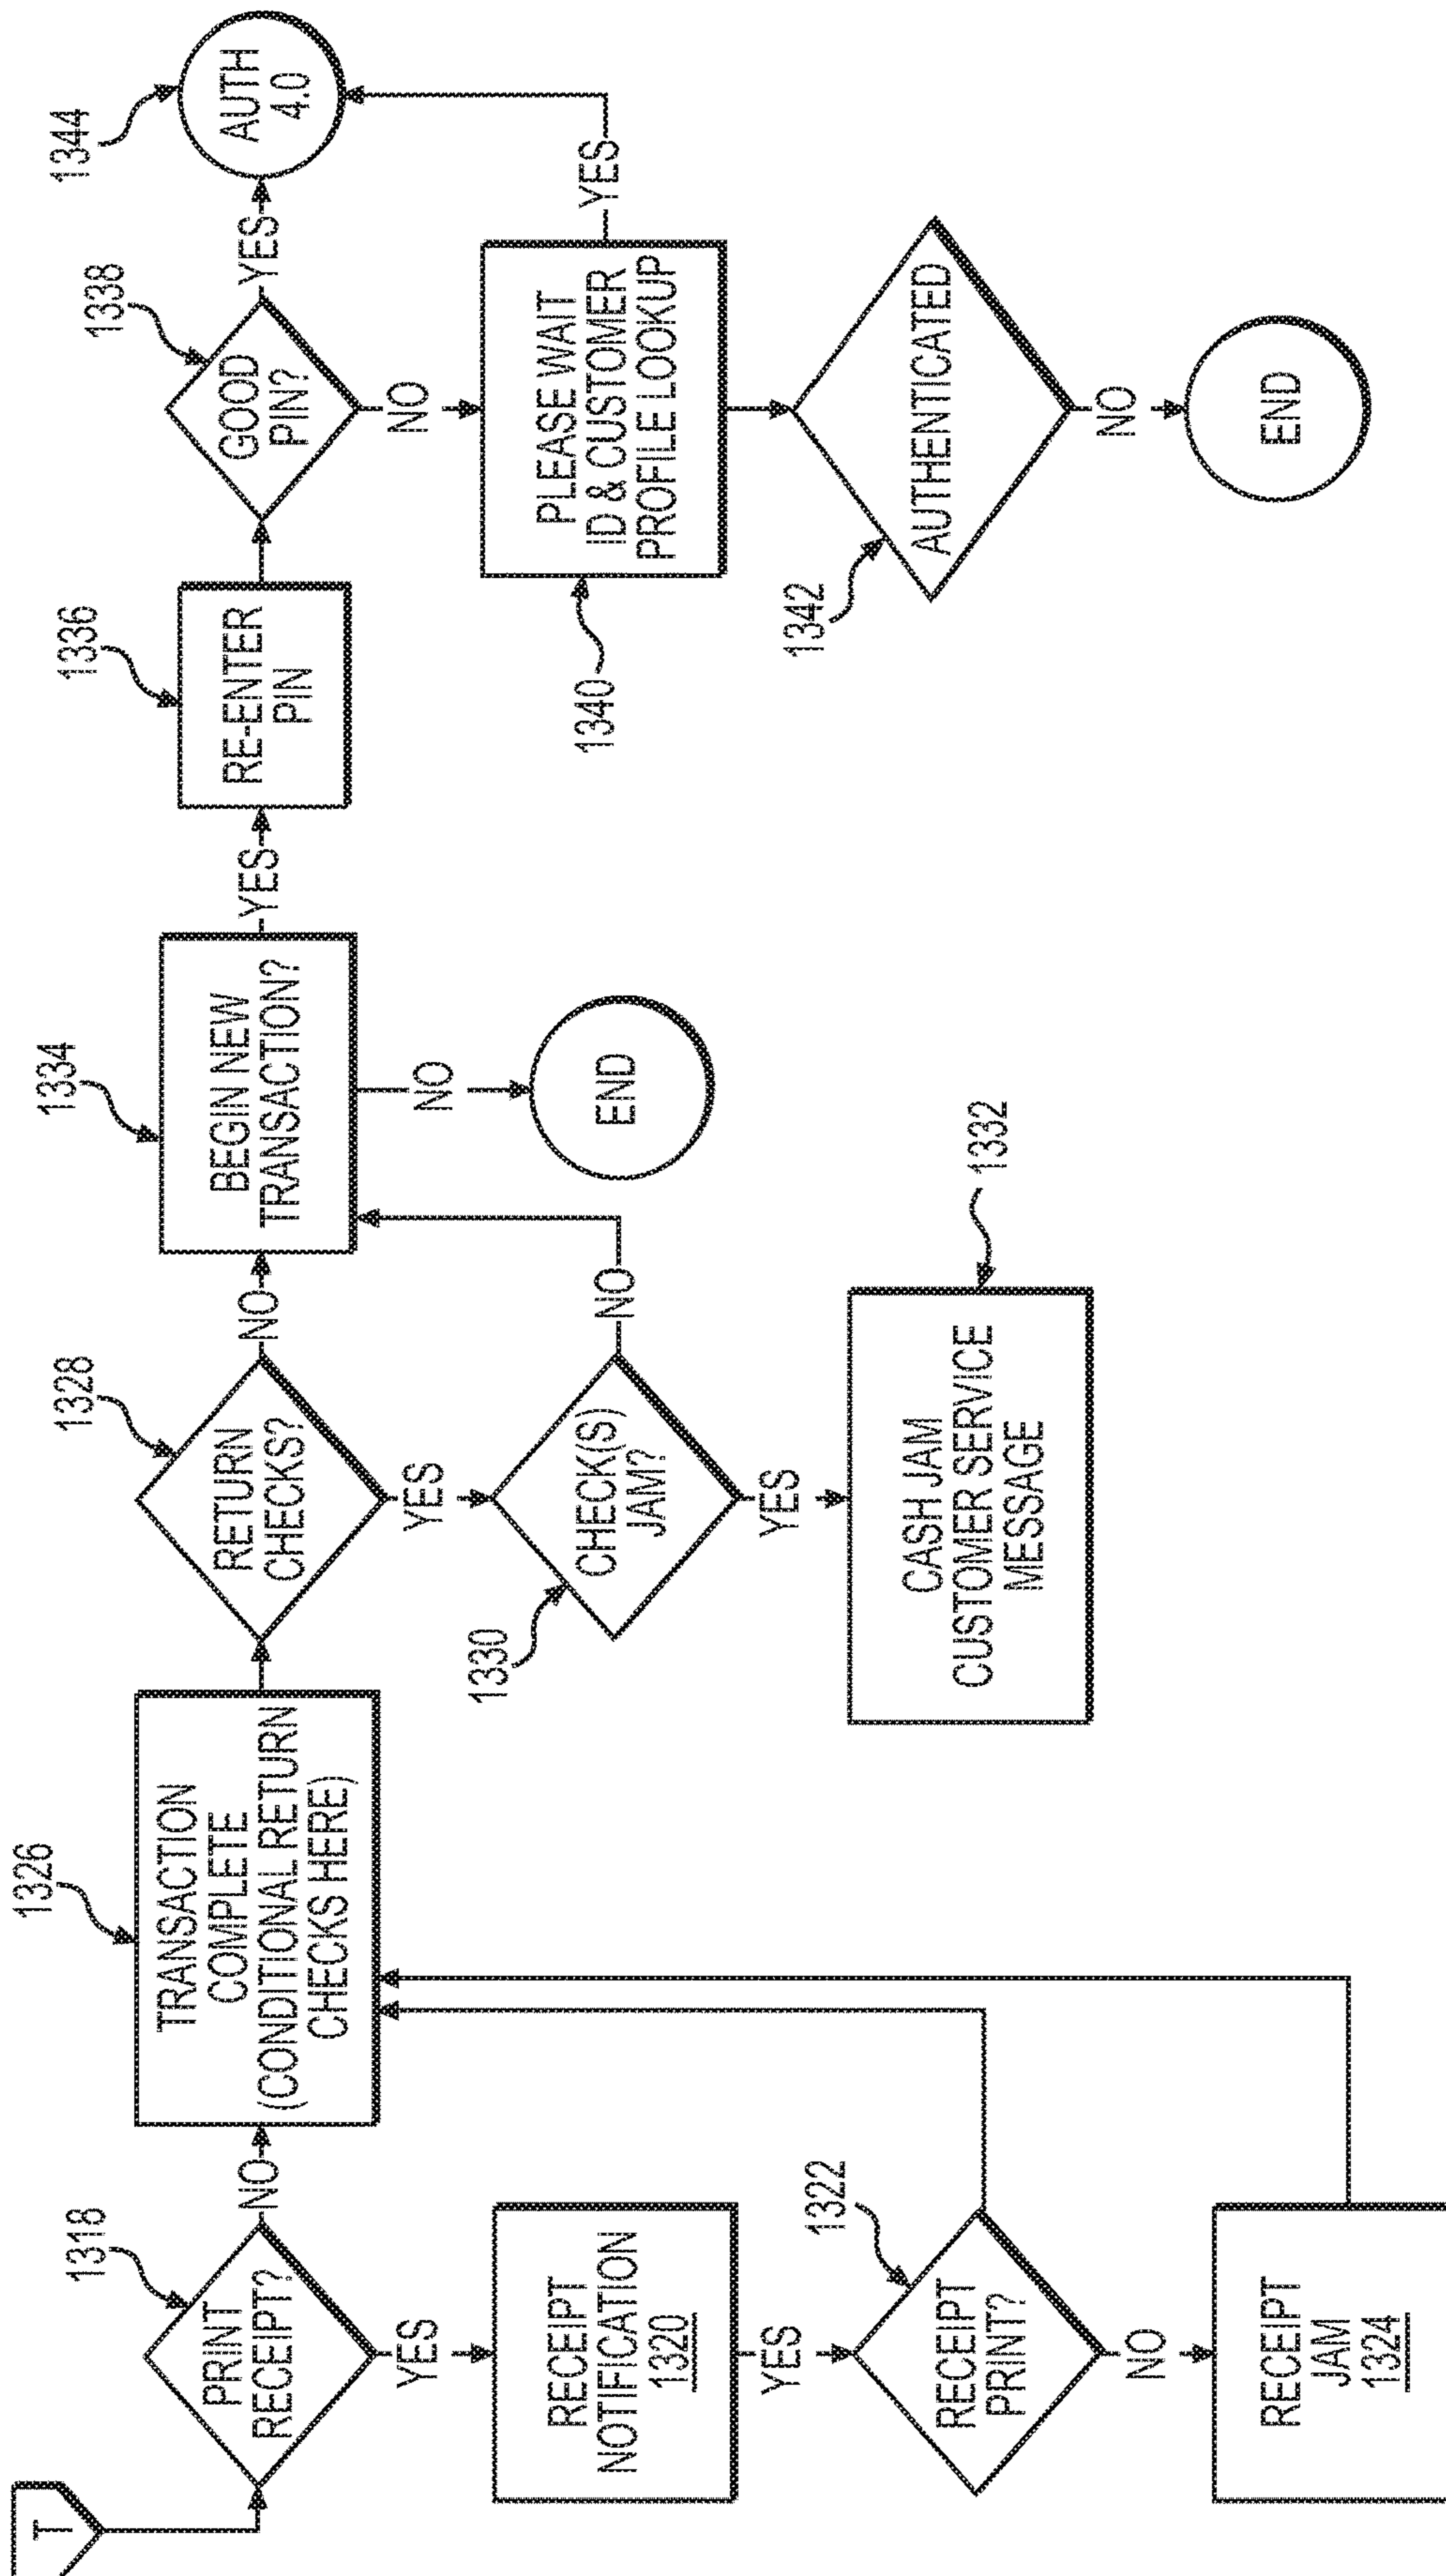 T
1318
PRINT
RECEIPT?
NO
YES
RECEIPT
NOTIFICATION
1320
YES
1322
RECEIPT
PRINT?
NO
RECEIPT
JAM
1324
1326
TRANSACTION
COMPLETE
(CONDITIONAL RETURN
CHECKS HERE)
1328
RETURN
CHECKS?
NO
YES
1330
CHECK(S)
JAM?
NO
YES
CASH JAM
CUSTOMER SERVICE
MESSAGE
1332
1334
BEGIN NEW
TRANSACTION?
NO
END
YES
1336
RE-ENTER
PIN
1338
GOOD
PIN?
YES
NO
1344
AUTH
4.0
1340
PLEASE WAIT
ID & CUSTOMER
PROFILE LOOKUP
YES
1342
AUTHENTICATED
NO
END